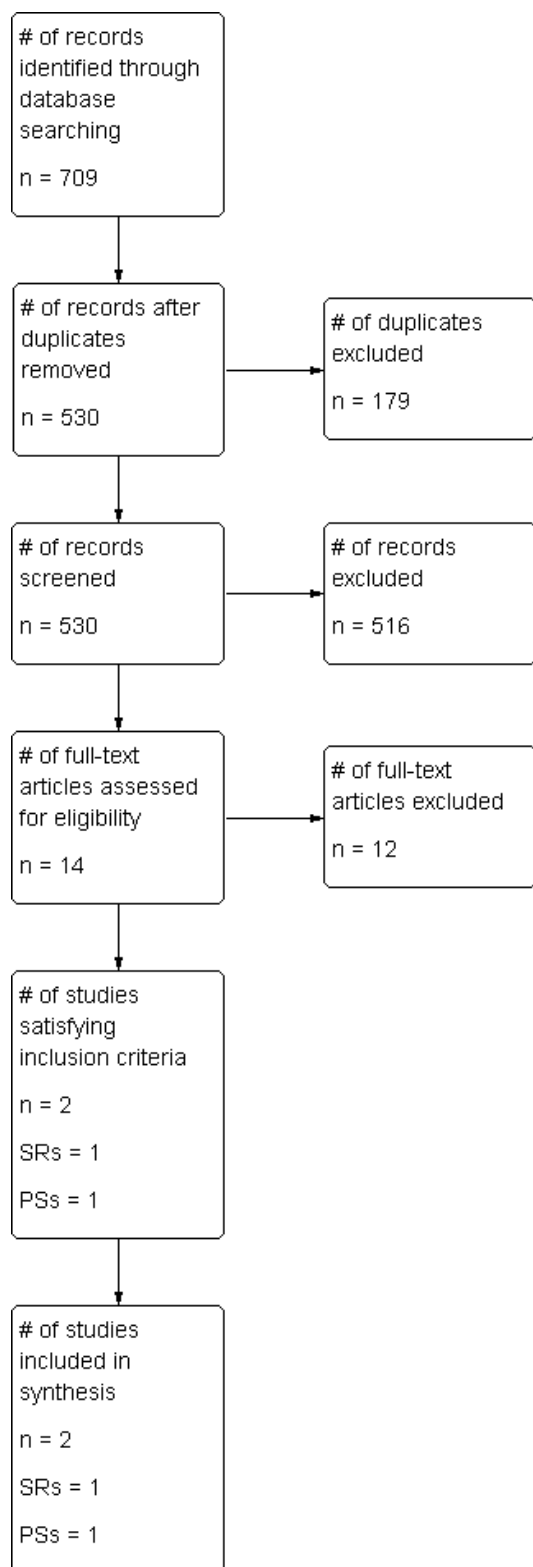 # of records
identified through
database
searching
n = 709
# of records after
duplicates
removed
n = 530
# of duplicates
excluded
n = 179
# of records
screened
n = 530
# of records
excluded
n = 516
# of full-text
articles assessed
for eligibility
n = 14
# of full-text
articles excluded
n = 12
# of studies
satisfying
inclusion criteria
n = 2
SRs = 1
PSs = 1
# of studies
included in
synthesis
n = 2
SRs = 1
PSs = 1